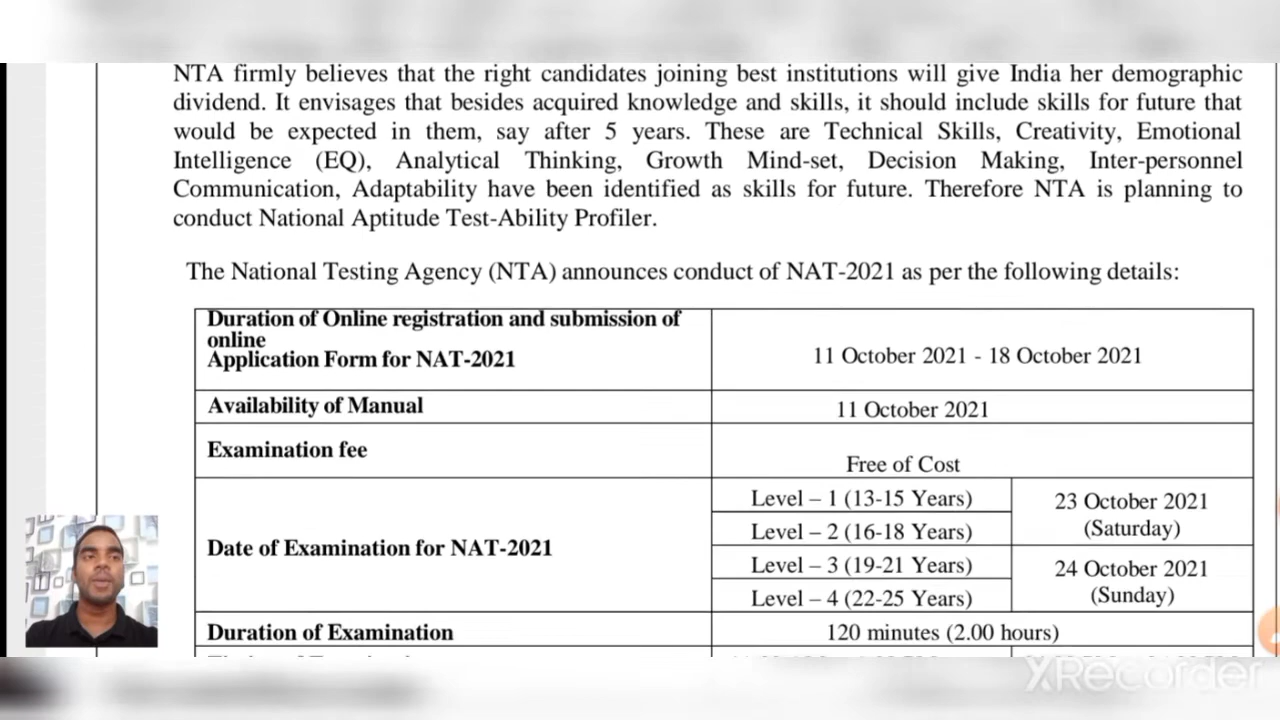 NTA firmly believes that the right candidates joining best institutions will give India her demographic
dividend. It envisages that besides acquired knowledge and skills, it should include skills for future that
would be expected in them, say after 5 years. These are Technical Skills, Creativity, Emotional
Intelligence (EQ), Analytical Thinking, Growth Mind-set, Decision Making, Inter-personnel
Communication, Adaptability have been identified as skills for future. Therefore NTA is planning to
conduct National Aptitude Test-Ability Profiler.
The National Testing Agency (NTA) announces conduct of NAT-2021 as per the following details:
Duration of Online registration and submission of
online
Application Form for NAT-2021
11 October 2021 - 18 October 2021
Availability of Manual
11 October 2021
Examination fee
Free of Cost
Date of Examination for NAT-2021
Level – 1 (13-15 Years)
Level – 2 (16-18 Years)
23 October 2021
(Saturday)
Level – 3 (19-21 Years)
Level – 4 (22-25 Years)
24 October 2021
(Sunday)
Duration of Examination
120 minutes (2.00 hours)
XRecorder